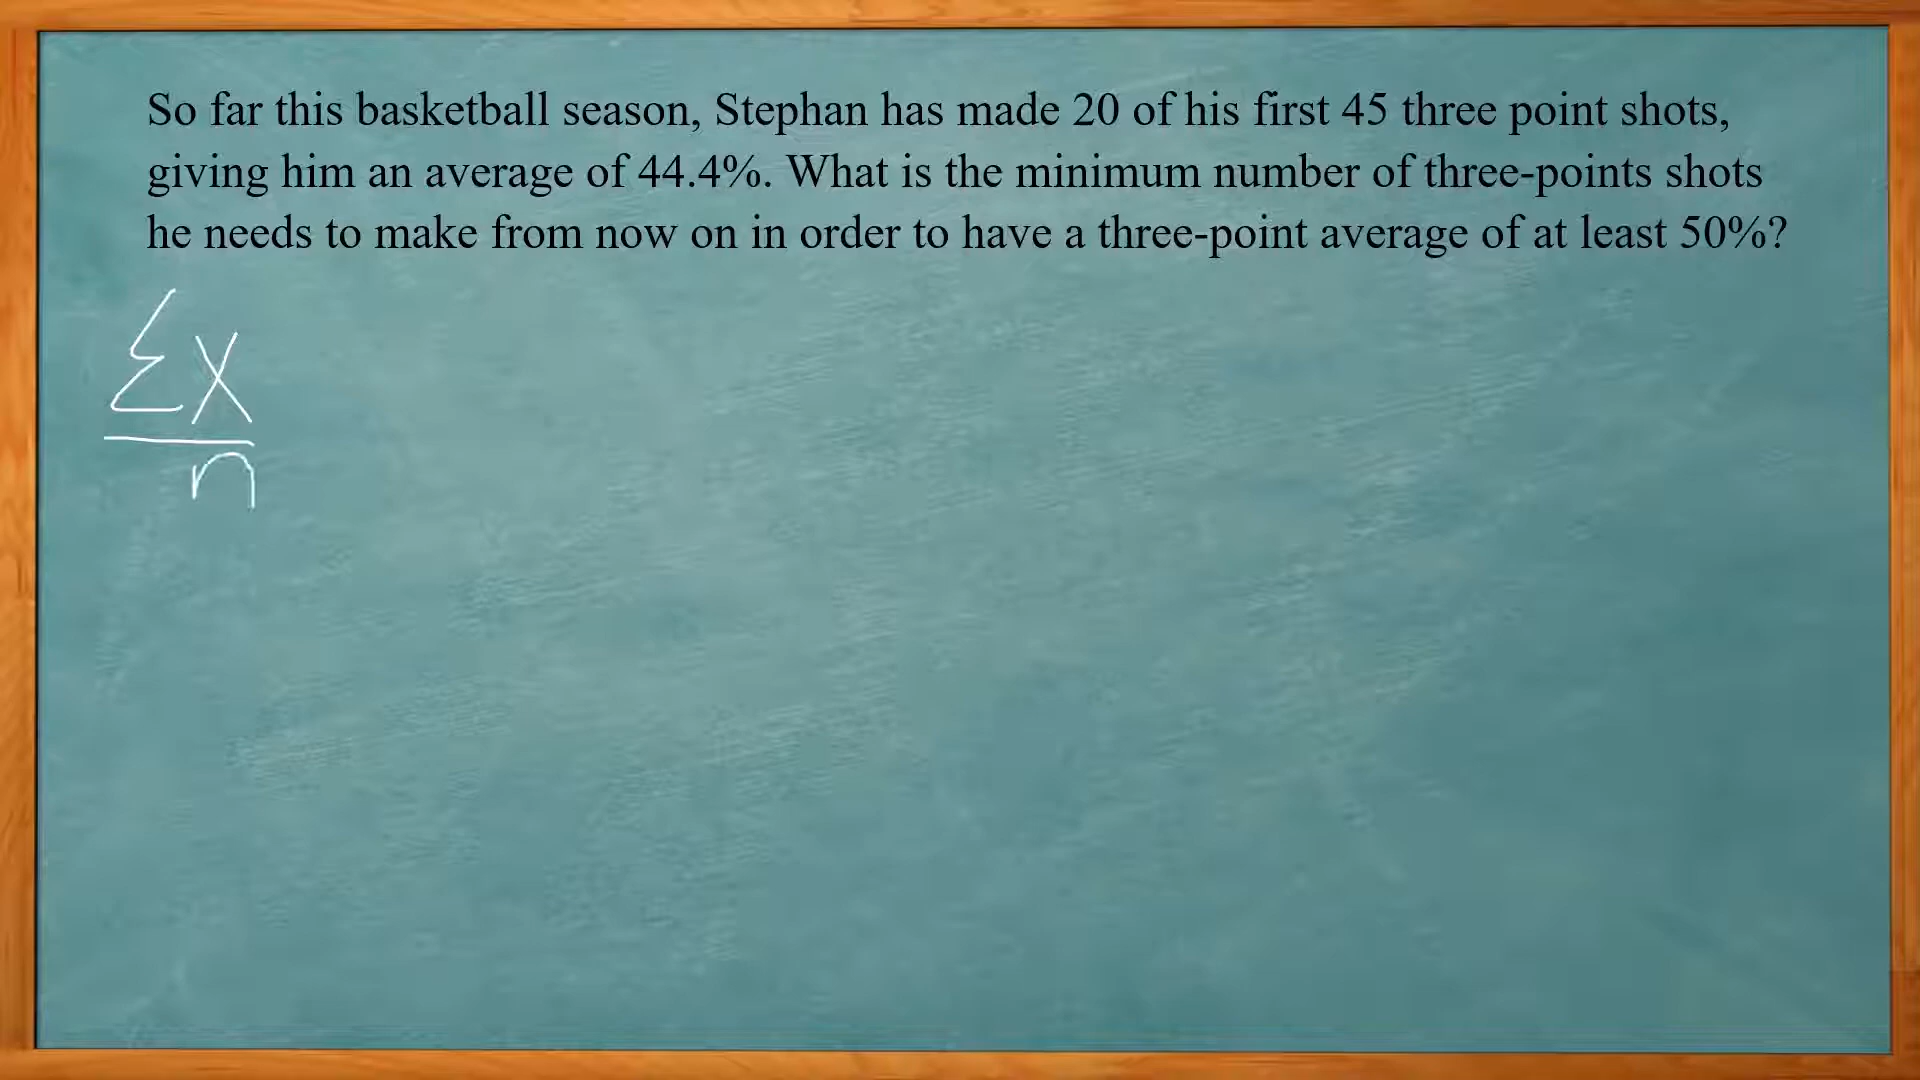 So far this basketball season, Stephan has made 20 of his first 45 three point shots,
giving him an average of 44.4%. What is the minimum number of three-points shots
he needs to make from now on in order to have a three-point average of at least 50%?
Σx
n